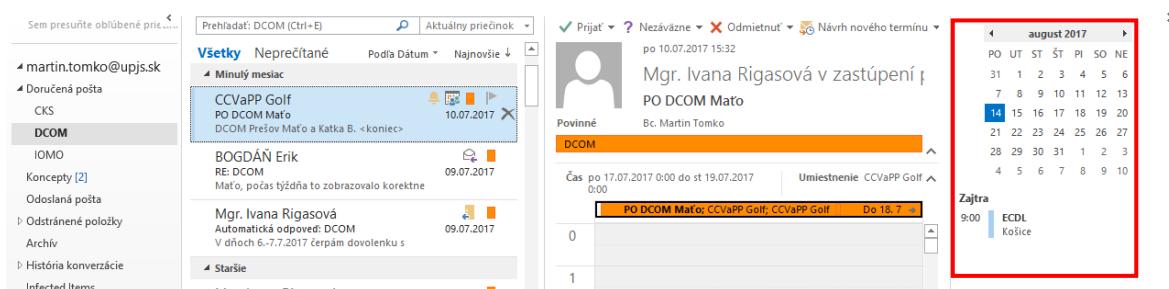 Sem presuňte obľúbené
martin.tomko@upjs.sk
Doručená pošta
CKS
DCOM
IOMO
Koncepty [2]
Odoslaná pošta
Odstránené položky
Archív
História konverzácie
Infected Items
Prehľadať: DCOM (Ctrl+E)
Aktuálny priečinok
Všetky Neprečítané Podľa Dátum Najnovšie ↓
Minulý mesiac
CCVaPP Golf
PO DCOM Maťo 10.07.2017
DCOM Prešov Maťo a Katka B. <koniec>
BOGDÁŇ Erik
RE: DCOM 09.07.2017
Maťo, počas týždňa to zobrazovalo korektne
Mgr. Ivana Rigasová
Automatická odpoveď: DCOM 09.07.2017
V dňoch 6.-7.7.2017 čerpám dovolenku s
Staršie
Prijať ? Nezáväzne Odmietnuť Návrh nového termínu
po 10.07.2017 15:32
Mgr. Ivana Rigasová v zastúpení
PO DCOM Maťo
Povinné Bc. Martin Tomko
DCOM
Čas po 17.07.2017 0:00 do st 19.07.2017 0:00
Umiestnenie CCVaPP Golf
PO DCOM Maťo; CCVaPP Golf; CCVaPP Golf Do 18. 7
0
1
august 2017
PO UT ST ŠT PI SO NE
31 1 2 3 4 5 6
7 8 9 10 11 12 13
14 15 16 17 18 19 20
21 22 23 24 25 26 27
28 29 30 31 1 2 3
4 5 6 7 8 9 10
Zajtra
9:00 ECDL
Košice